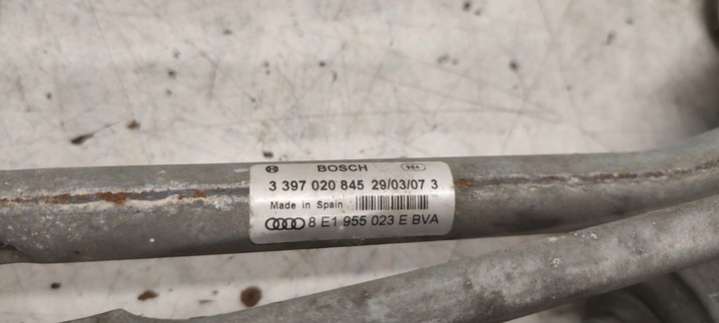 BOSCH
3 397 020 845 29/03/07 3
Made in Spain
8 E1 955 023 E BVA